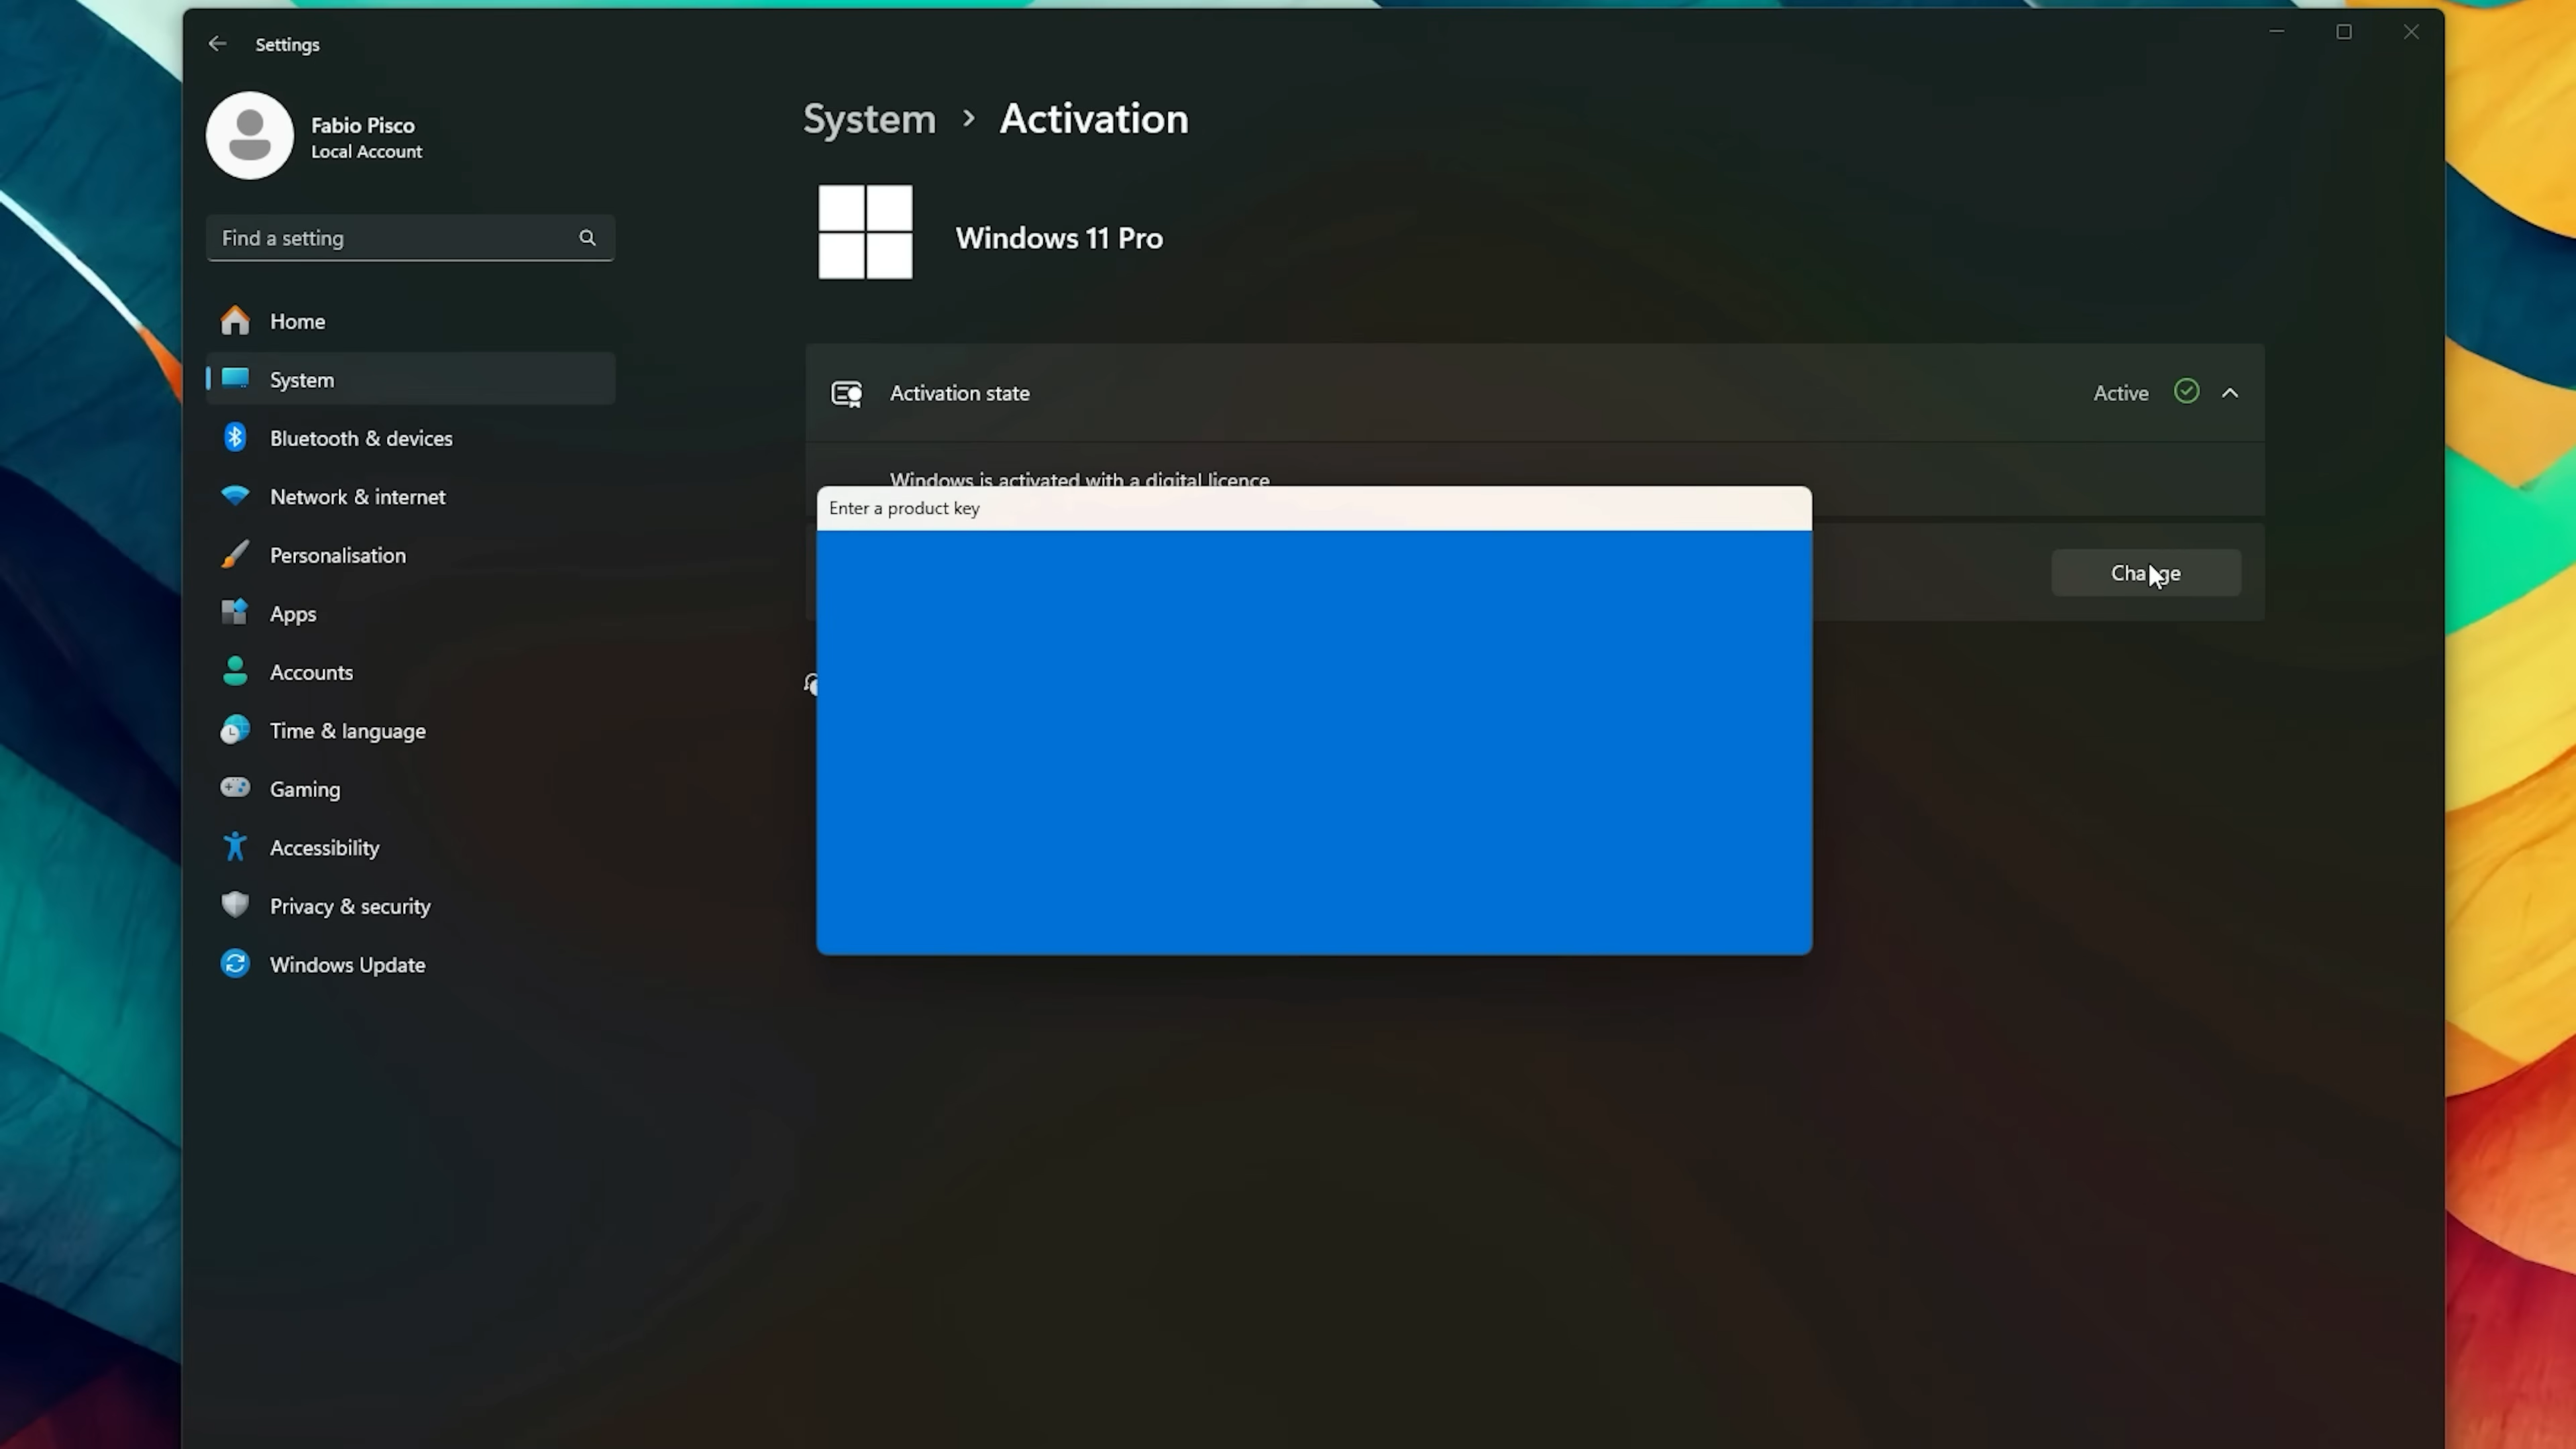 Settings
Fabio Pisco
Local Account
Find a setting
Home
System
Bluetooth & devices
Network & internet
Personalisation
Apps
Accounts
Time & language
Gaming
Accessibility
Privacy & security
Windows Update
System > Activation
Windows 11 Pro
Activation state
Active
Windows is activated with a digital licence
Enter a product key
Change